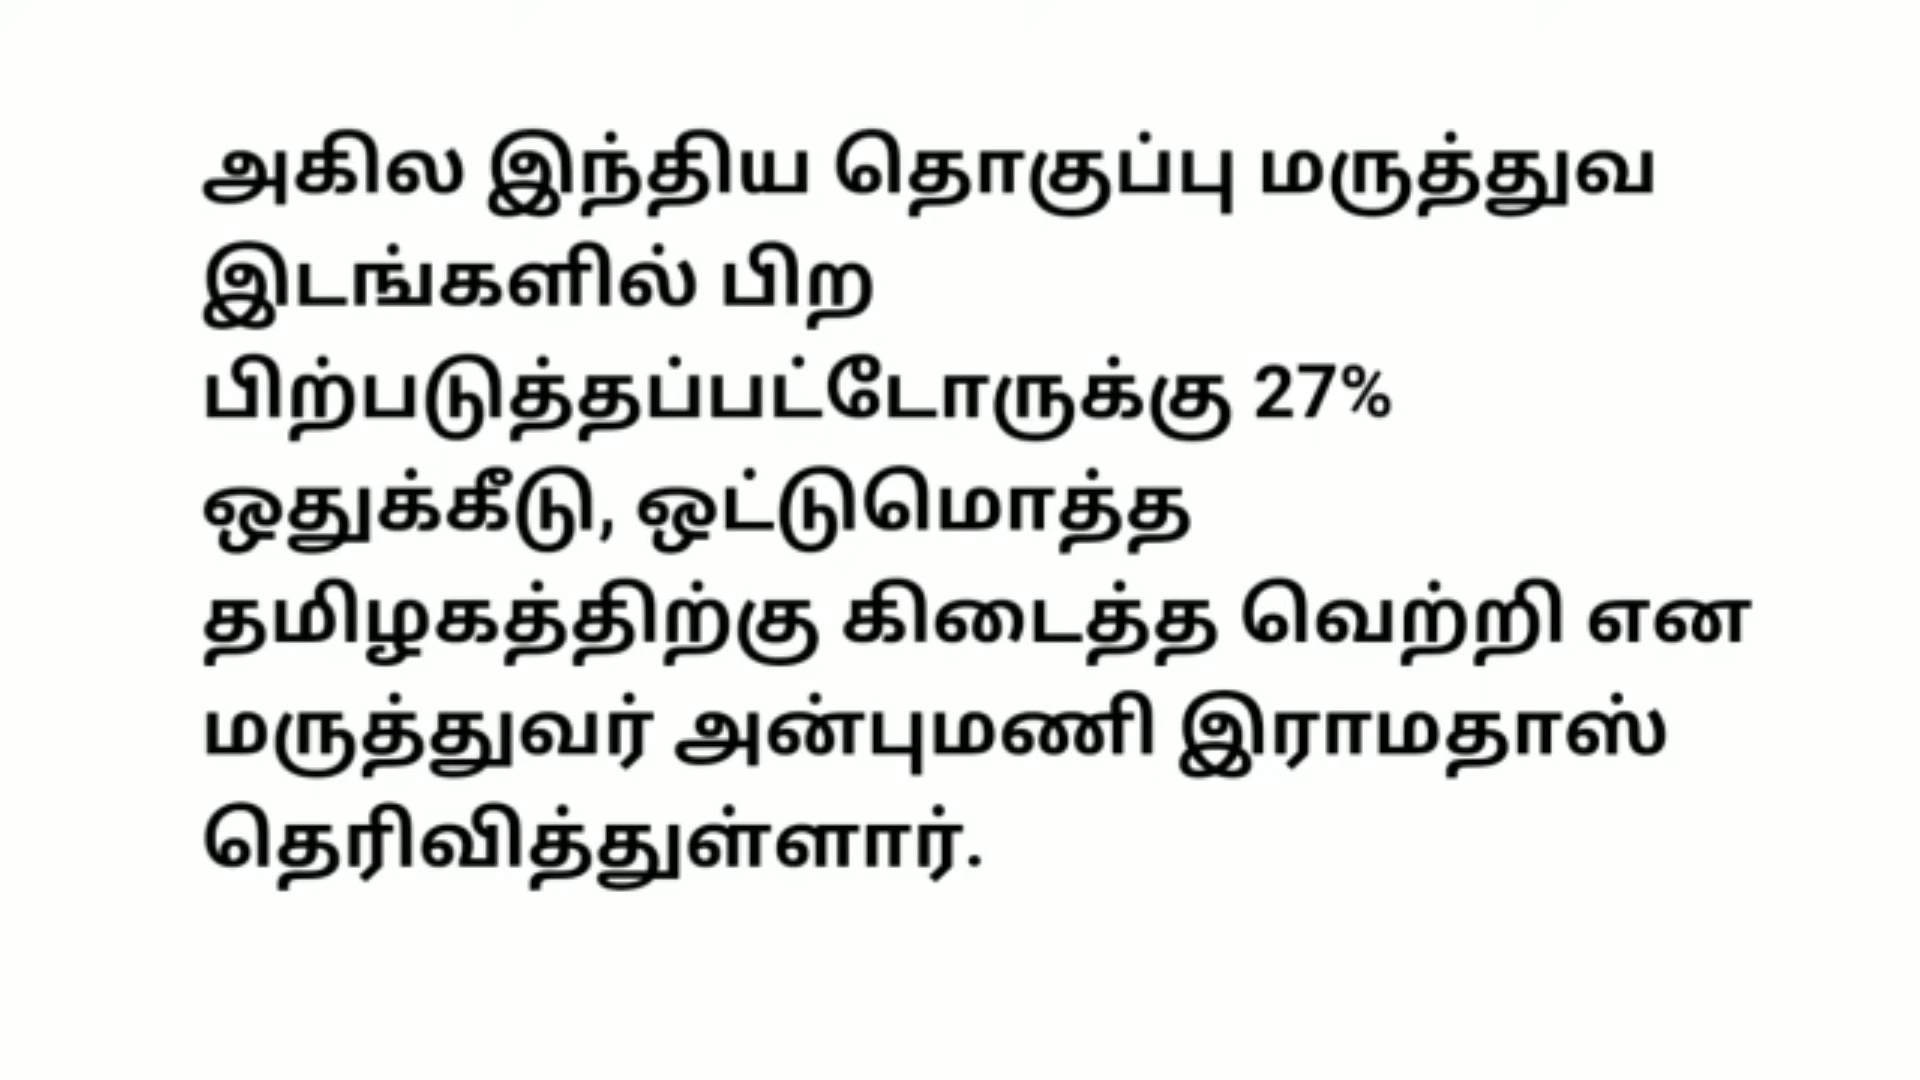 அகில இந்திய தொகுப்பு மருத்துவ
இடங்களில் பிற
பிற்படுத்தப்பட்டோருக்கு 27%
ஒதுக்கீடு, ஒட்டுமொத்த
தமிழகத்திற்கு கிடைத்த வெற்றி என
மருத்துவர் அன்புமணி இராமதாஸ்
தெரிவித்துள்ளார்.